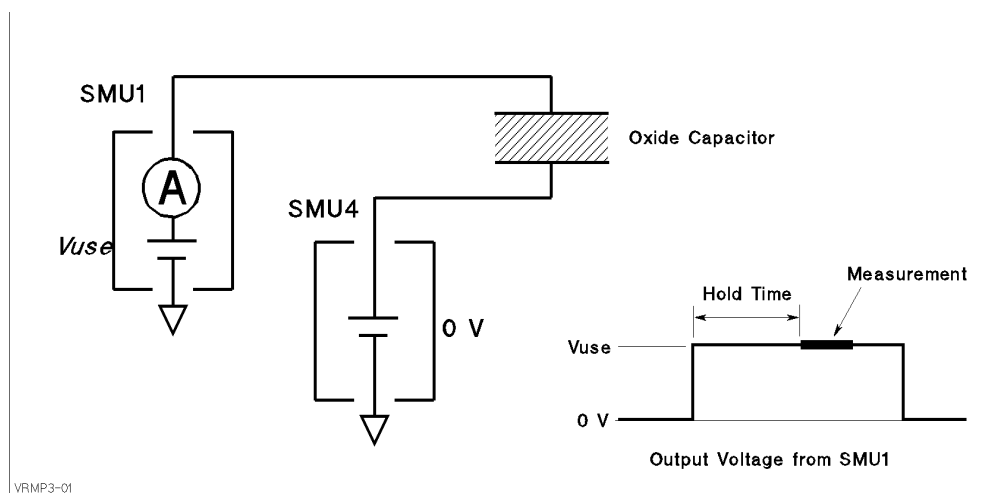 SMU1
Oxide Capacitor
A
SMU4
Vuse
Measurement
Hold Time
0 V
Vuse
0 V
Output Voltage from SMU1
VRMP3-01